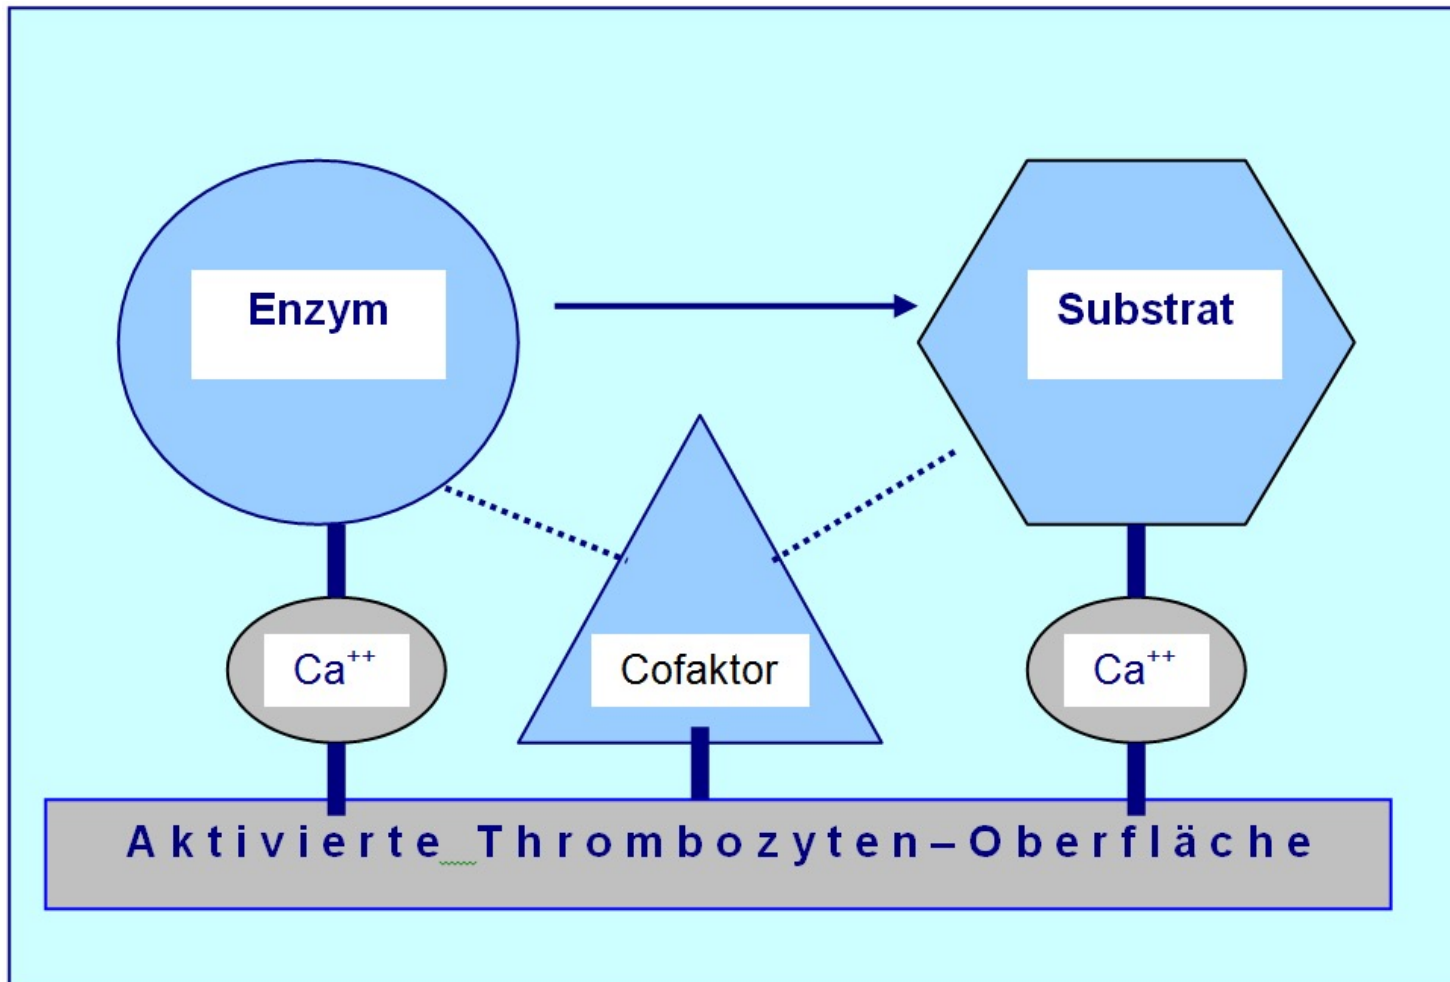 Enzym
Substrat
Ca⁺⁺
Cofaktor
Ca⁺⁺
Aktivierte Thrombozyten–Oberfläche